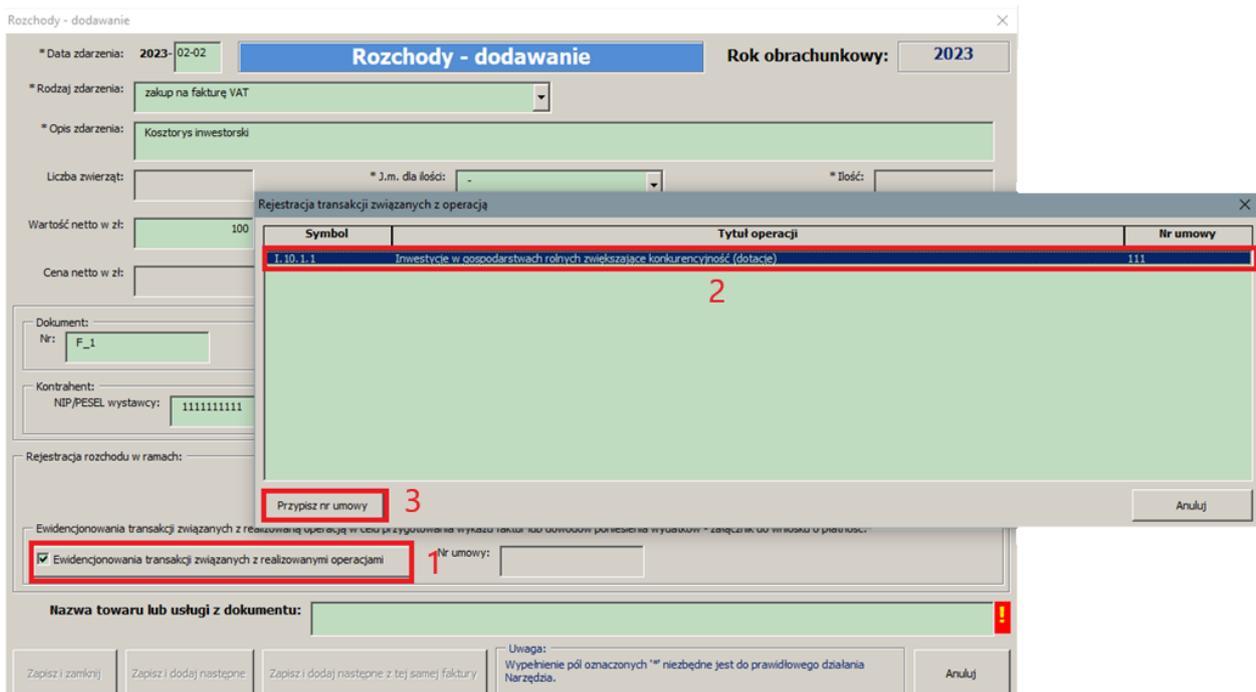 Rozchody - dodawanie
* Data zdarzenia: 2023- 02-02 Rozchody - dodawanie Rok obrachunkowy: 2023
* Rodzaj zdarzenia: zakup na fakturę VAT
* Opis zdarzenia: Kosztorys inwestorski
Liczba zwierząt: * J.m. dla ilości: - * Ilość:
Rejestracja transakcji związanych z operacją
Wartość netto w zł: 100
Symbol Tytuł operacji Nr umowy
I.10.1.1 Inwestycje w gospodarstwach rolnych zwiększające konkurencyjność (dotacje) 111
Cena netto w zł:
2
Dokument:
Nr: F_1
Kontrahent:
NIP/PESEL wystawcy: 1111111111
Rejestracja rozchodu w ramach:
Przypisz nr umowy 3 Anuluj
Ewidencjonowania transakcji związanych z realizowaną operacją w celu przygotowania wykazu faktur lub dowodów poniesienia wydatków - załącznik do wniosku o płatność.*
Ewidencjonowania transakcji związanych z realizowanymi operacjami 1 Nr umowy:
Nazwa towaru lub usługi z dokumentu: !
Zapisz i zamknij Zapisz i dodaj następne Zapisz i dodaj następne z tej samej faktury Anuluj
Uwaga:
Wypełnienie pól oznaczonych '*' niezbędne jest do prawidłowego działania
Narzędzia.